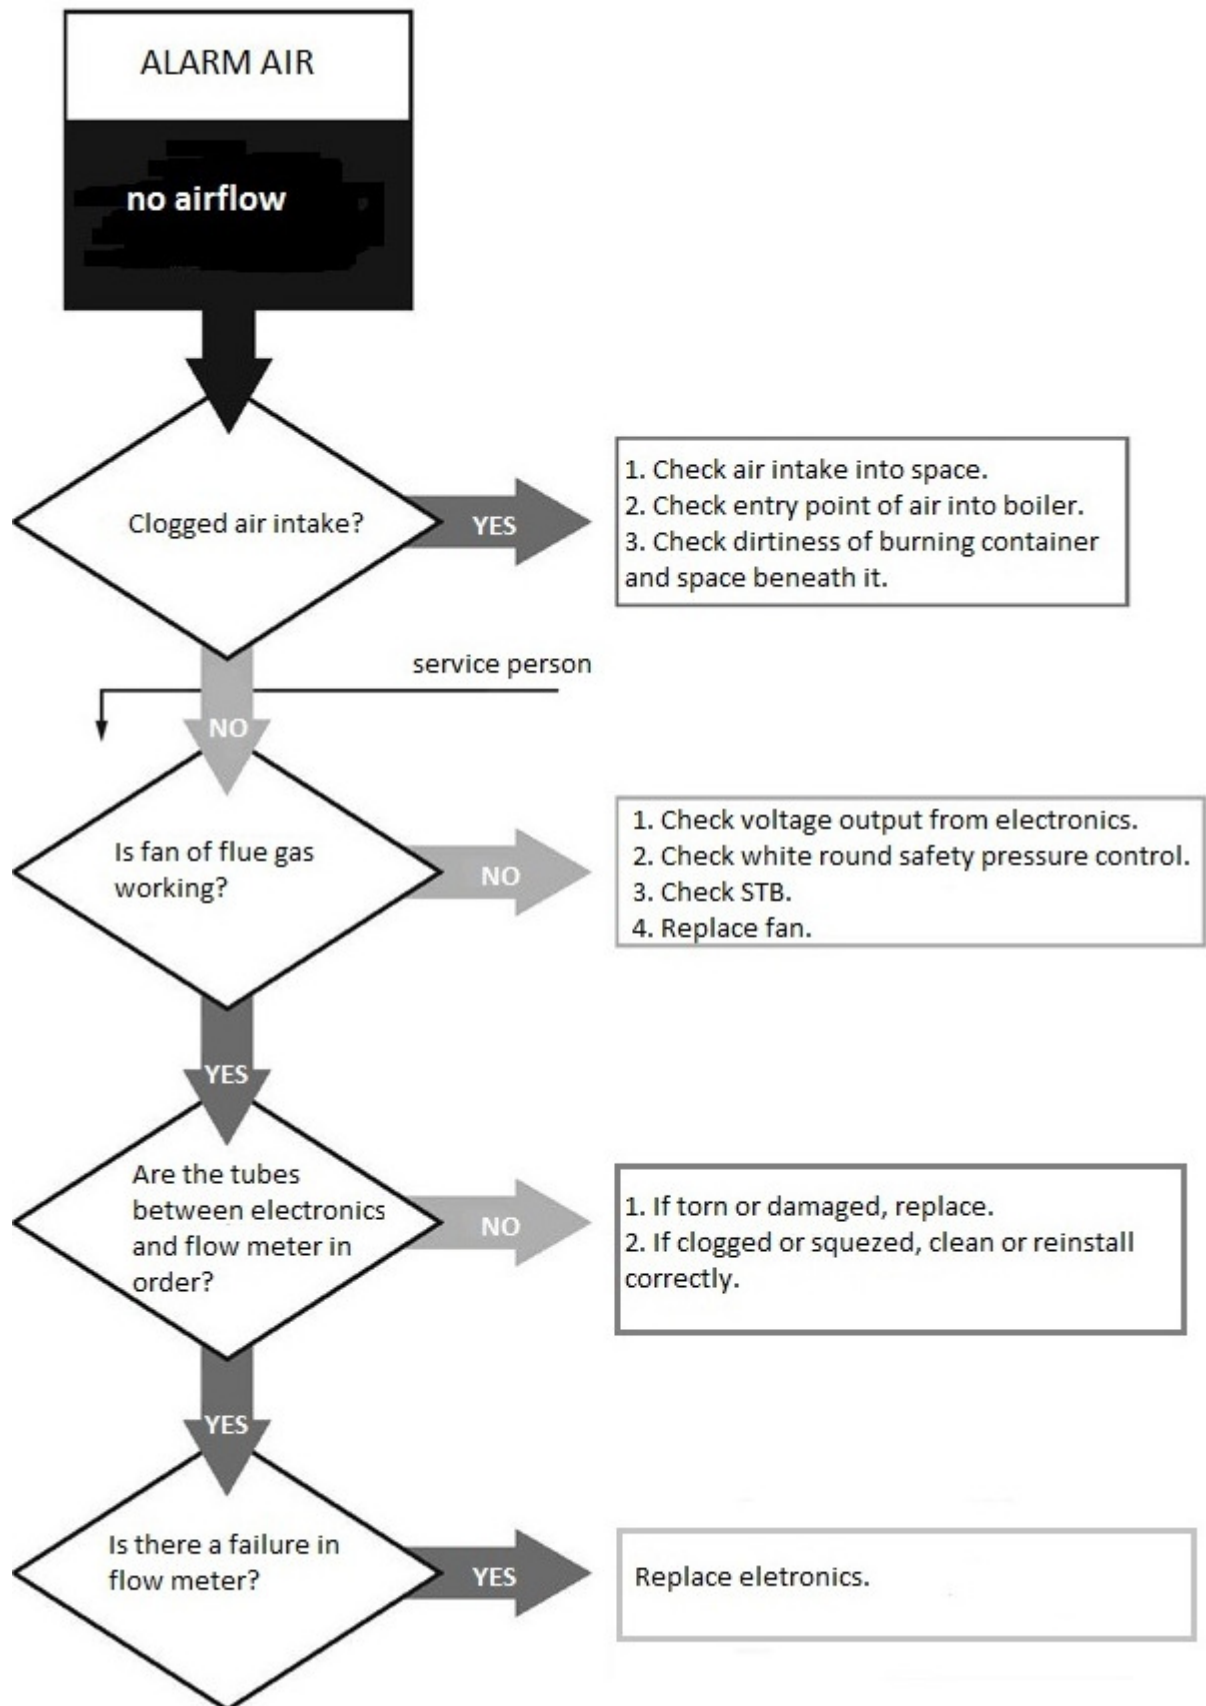 ALARM AIR
no airflow
Clogged air intake?
YES
1. Check air intake into space.
2. Check entry point of air into boiler.
3. Check dirtiness of burning container
and space beneath it.
service person
NO
Is fan of flue gas
working?
NO
1. Check voltage output from electronics.
2. Check white round safety pressure control.
3. Check STB.
4. Replace fan.
YES
Are the tubes
between electronics
and flow meter in
order?
NO
1. If torn or damaged, replace.
2. If clogged or squezed, clean or reinstall
correctly.
YES
Is there a failure in
flow meter?
YES
Replace eletronics.